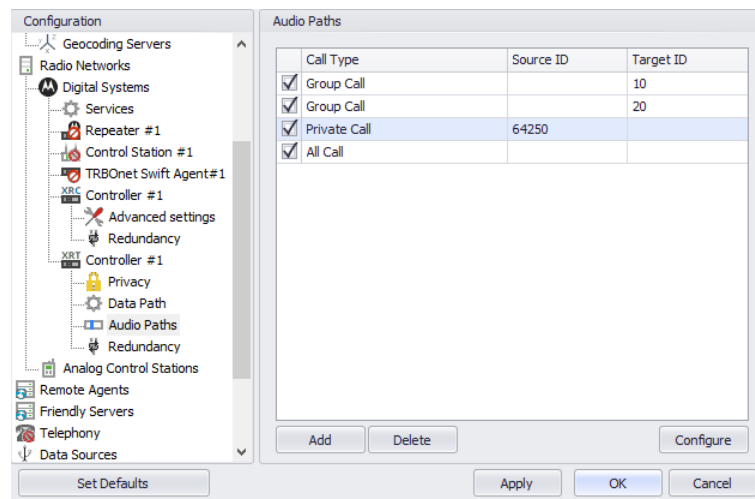 Configuration
Geocoding Servers
Radio Networks
Digital Systems
Services
Repeater #1
Control Station #1
TRBOnet Swift Agent#1
XRC Controller #1
Advanced settings
Redundancy
XRT Controller #1
Privacy
Data Path
Audio Paths
Redundancy
Analog Control Stations
Remote Agents
Friendly Servers
Telephony
Data Sources
Set Defaults
Audio Paths
Call Type Source ID Target ID
Group Call 10
Group Call 20
Private Call 64250
All Call
Add Delete Configure
Apply OK Cancel